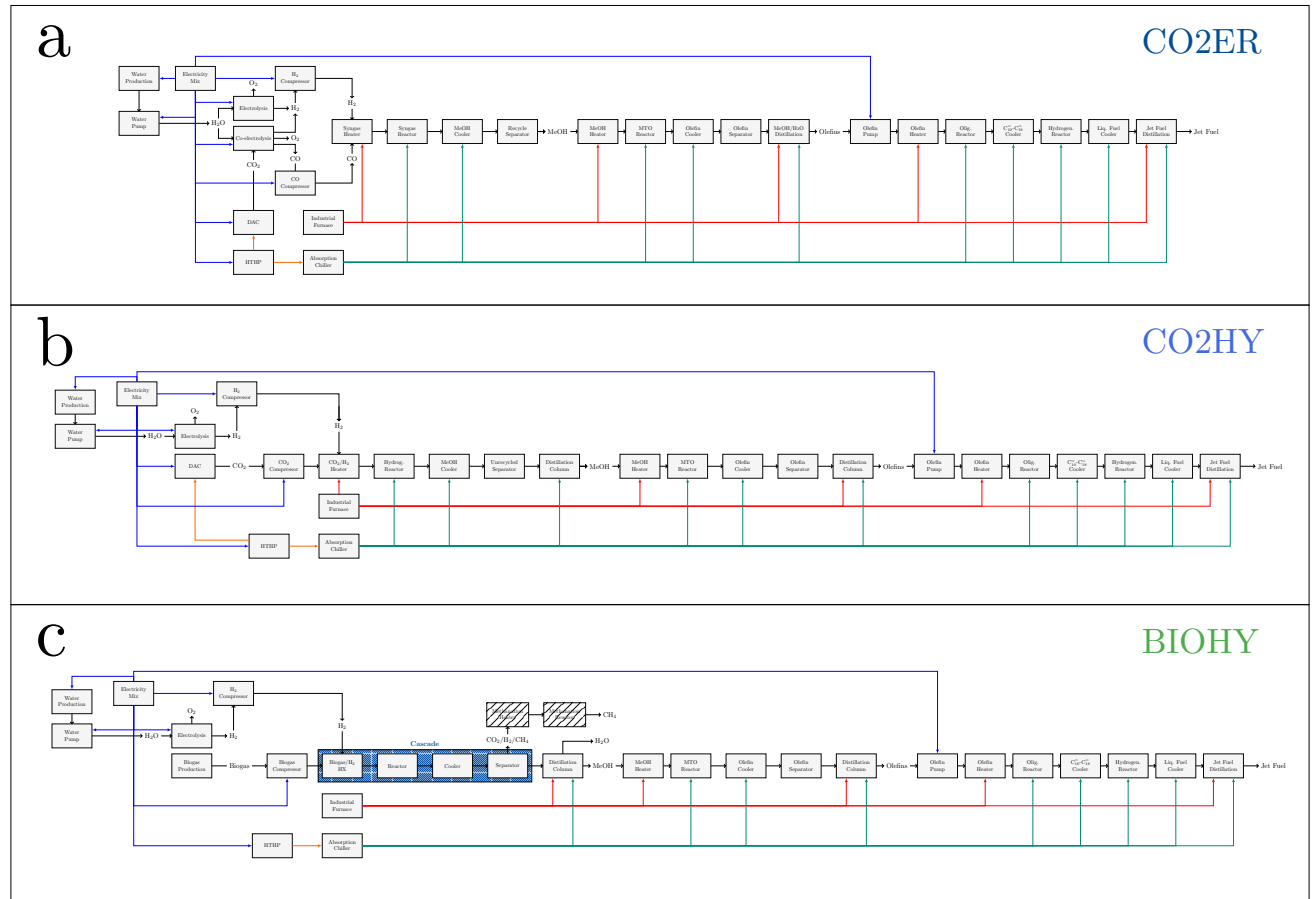 a
CO2ER
Water
Production
Electricity
Mix
H₂
Compressor
O₂
Electrolysis
H₂
H₂
Water
Pump
H₂O
Co-electrolysis
O₂
Syngas
Heater
Syngas
Reactor
MeOH
Cooler
Recycle
Separator
MeOH
MeOH
Heater
MTO
Reactor
Olefin
Cooler
Olefin
Separator
MeOH/H₂O
Distillation
Olefins
Olefin
Pump
Olefin
Heater
Olig.
Reactor
Cooler
Hydrogen.
Reactor
Liq. Fuel
Cooler
Jet Fuel
Distillation
Jet Fuel
CO
CO₂
CO
CO
Compressor
DAC
Industrial
Furnace
HTHP
Absorption
Chiller
b
CO2HY
Water
Production
Electricity
Mix
H₂
Compressor
O₂
H₂
Water
Pump
H₂O
Electrolysis
H₂
DAC
CO₂
CO₂
Compressor
CO₂/H₂
Heater
Hydrog.
Reactor
MeOH
Cooler
Unrecycled
Separator
Distillation
Column
MeOH
MeOH
Heater
MTO
Reactor
Olefin
Cooler
Olefin
Separator
Distillation
Column
Olefins
Olefin
Pump
Olefin
Heater
Olig.
Reactor
Cooler
Hydrogen.
Reactor
Liq. Fuel
Cooler
Jet Fuel
Distillation
Jet Fuel
Industrial
Furnace
HTHP
Absorption
Chiller
c
BIOHY
Water
Production
Electricity
Mix
H₂
Compressor
O₂
H₂
CH₄
Water
Pump
H₂O
Electrolysis
H₂
Cascade
CO₂/H₂/CH₄
H₂O
Biogas
Production
Biogas
Biogas
Compressor
Biogas/H₂
HX
Reactor
Cooler
Separator
Distillation
Column
MeOH
MeOH
Heater
MTO
Reactor
Olefin
Cooler
Olefin
Separator
Distillation
Column
Olefins
Olefin
Pump
Olefin
Heater
Olig.
Reactor
Cooler
Hydrogen.
Reactor
Liq. Fuel
Cooler
Jet Fuel
Distillation
Jet Fuel
Industrial
Furnace
HTHP
Absorption
Chiller